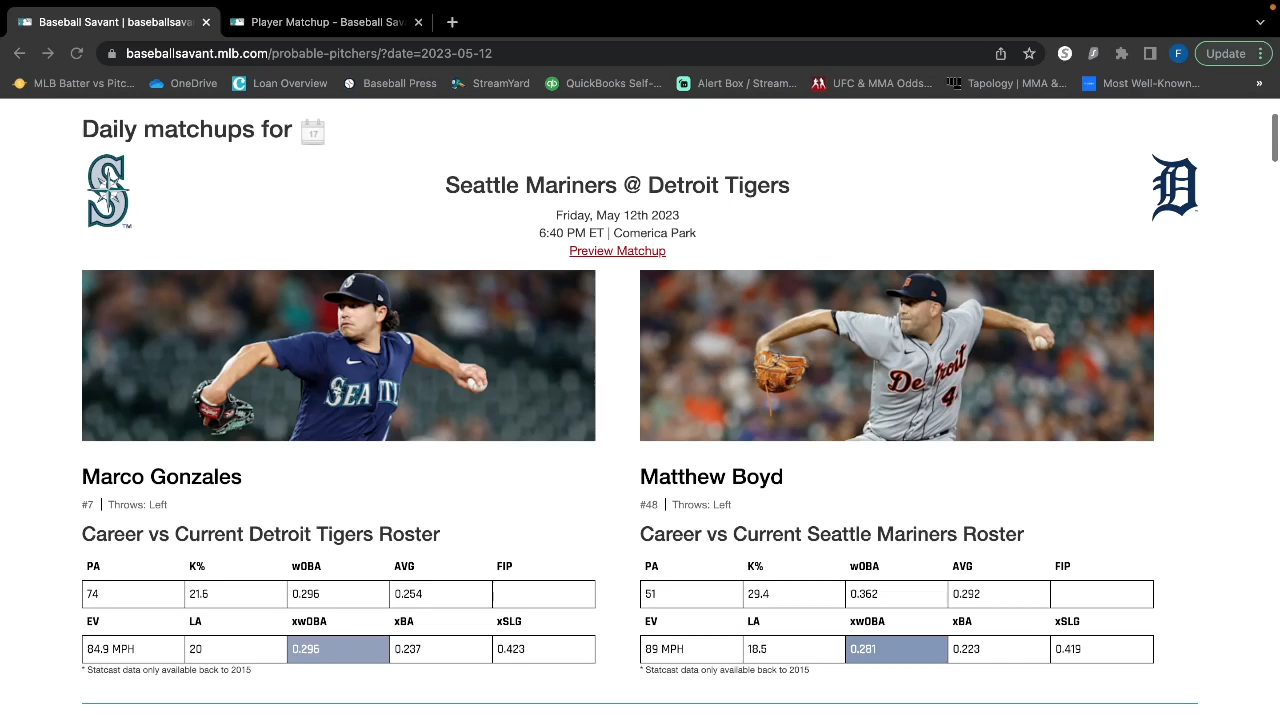 Baseball Savant | baseballsava
Player Matchup - Baseball Sav
baseballsavant.mlb.com/probable-pitchers/?date=2023-05-12
S
F
Update
MLB Batter vs Pitc...
OneDrive
Loan Overview
Baseball Press
StreamYard
QuickBooks Self-...
Alert Box / Stream...
UFC & MMA Odds...
Tapology | MMA &...
Most Well-Known...
»
Daily matchups for
17
S
TM
D
Seattle Mariners @ Detroit Tigers
Friday, May 12th 2023
6:40 PM ET | Comerica Park
Preview Matchup
SEATTL
Detroit
4
Marco Gonzales
#7 | Throws: Left
Career vs Current Detroit Tigers Roster
PA K% wOBA AVG FIP
74 21.6 0.296 0.254
EV LA xwOBA xBA xSLG
84.9 MPH 20 0.296 0.237 0.423
* Statcast data only available back to 2015
Matthew Boyd
#48 | Throws: Left
Career vs Current Seattle Mariners Roster
PA K% wOBA AVG FIP
51 29.4 0.362 0.292
EV LA xwOBA xBA xSLG
89 MPH 18.5 0.281 0.223 0.419
* Statcast data only available back to 2015